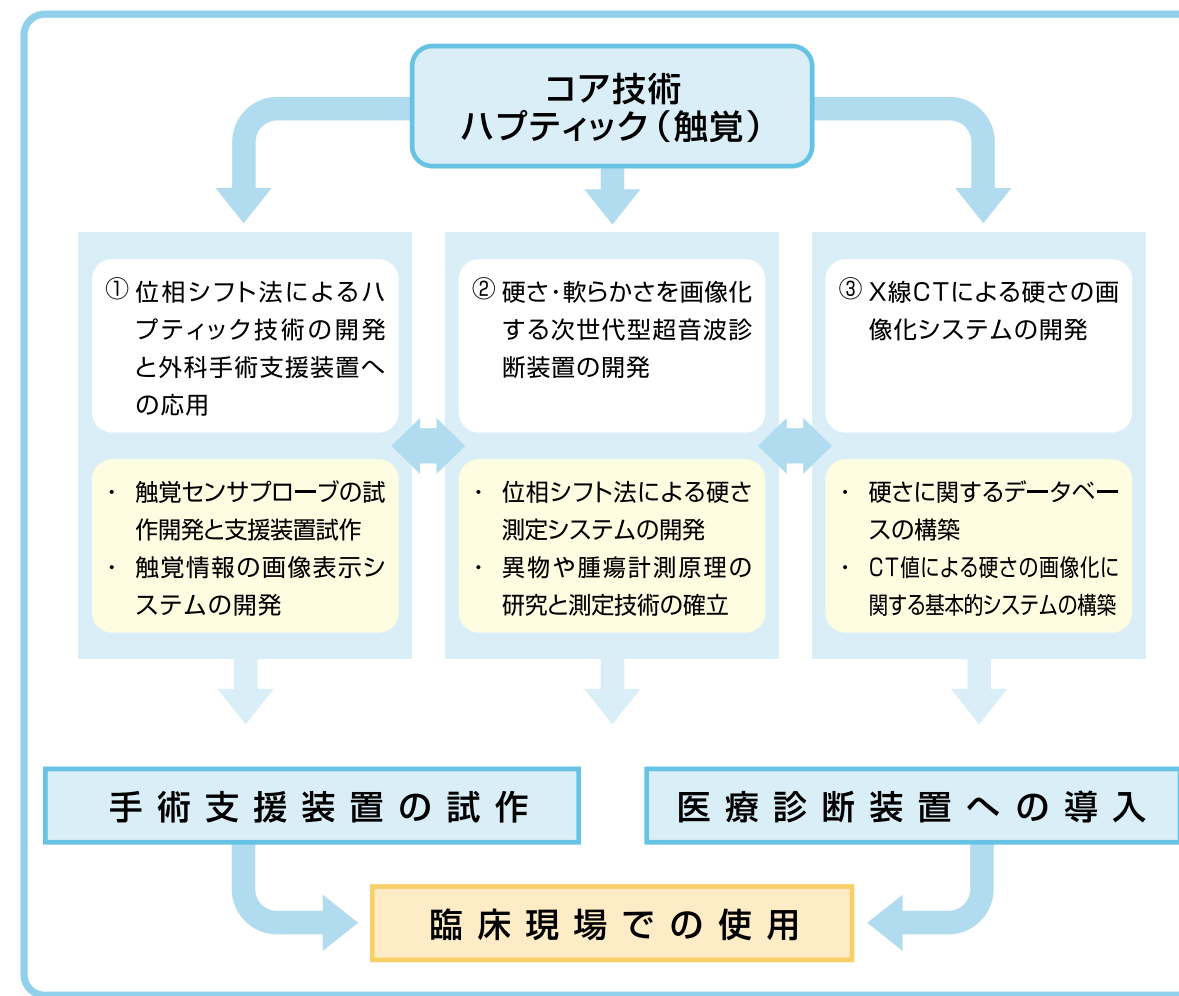 コア技術
ハプティック（触覚）
① 位相シフト法によるハ
プティック技術の開発
と外科手術支援装置へ
の応用
・ 触覚センサプローブの試
作開発と支援装置試作
・ 触覚情報の画像表示シ
ステムの開発
② 硬さ・軟らかさを画像化
する次世代型超音波診
断装置の開発
・ 位相シフト法による硬さ
測定システムの開発
・ 異物や腫瘍計測原理の
研究と測定技術の確立
③ X線CTによる硬さの画
像化システムの開発
・ 硬さに関するデータベー
スの構築
・ CT値による硬さの画像化に
関する基本的システムの構築
手術支援装置の試作
医療診断装置への導入
臨床現場での使用